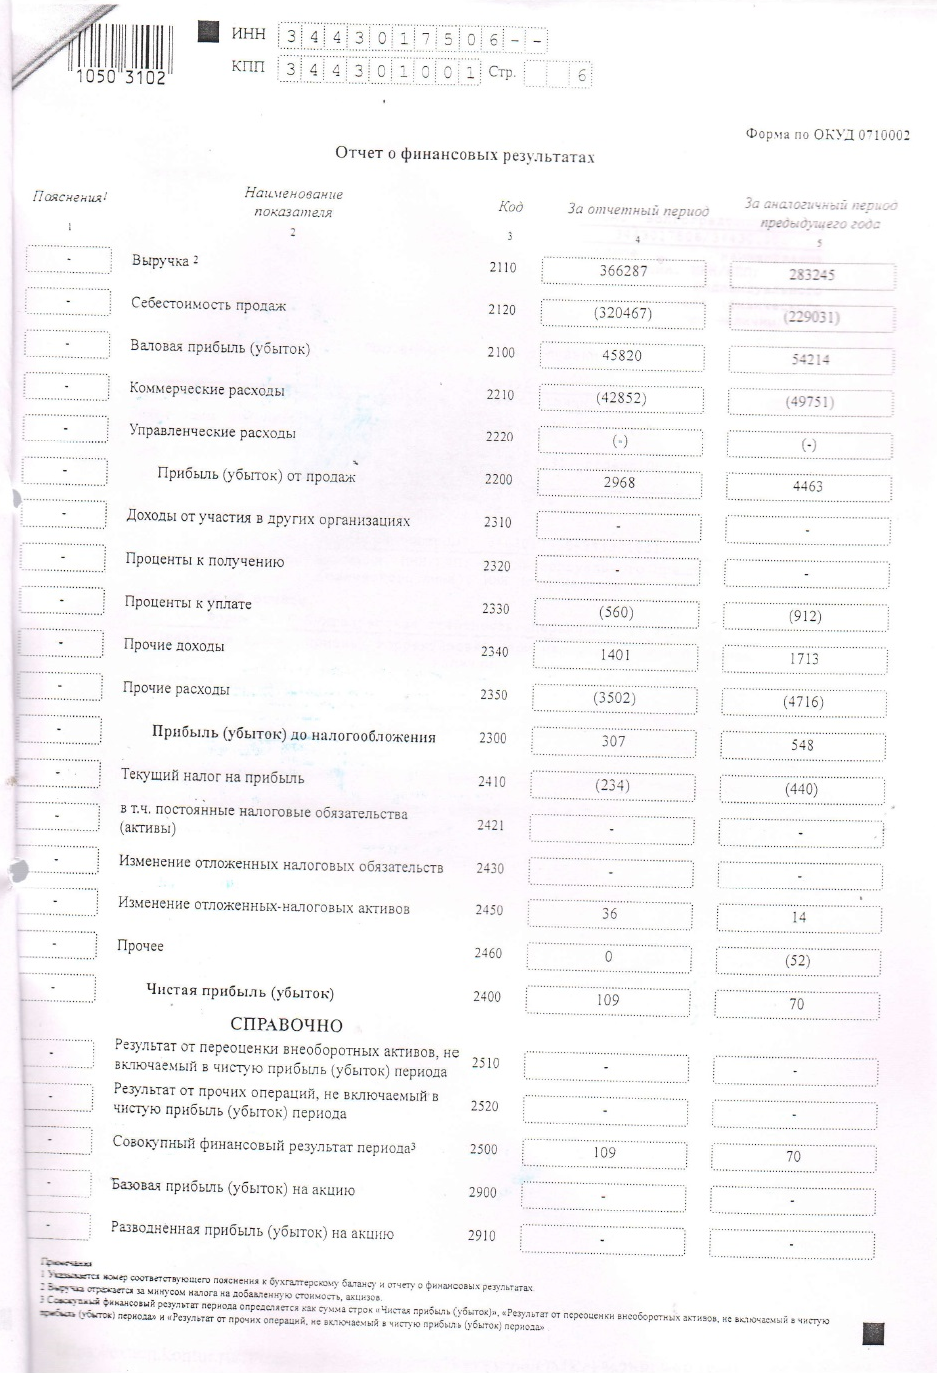 ИНН 3443017506--
КПП 344301001 Стр. 6
1050 3102
Форма по ОКУД 0710002
Отчет о финансовых результатах
Пояснения¹ Наименование показателя Код За отчетный период За аналогичный период предыдущего года
1 2 3 4 5
- Выручка ² 2110 366287 283245
- Себестоимость продаж 2120 (320467) (229031)
- Валовая прибыль (убыток) 2100 45820 54214
- Коммерческие расходы 2210 (42852) (49751)
- Управленческие расходы 2220 (-) (-)
- Прибыль (убыток) от продаж 2200 2968 4463
- Доходы от участия в других организациях 2310 - -
- Проценты к получению 2320 - -
- Проценты к уплате 2330 (560) (912)
- Прочие доходы 2340 1401 1713
- Прочие расходы 2350 (3502) (4716)
- Прибыль (убыток) до налогообложения 2300 307 548
- Текущий налог на прибыль 2410 (234) (440)
- в т.ч. постоянные налоговые обязательства
(активы) 2421 - -
- Изменение отложенных налоговых обязательств 2430 - -
- Изменение отложенных-налоговых активов 2450 36 14
- Прочее 2460 0 (52)
- Чистая прибыль (убыток) 2400 109 70
СПРАВОЧНО
- Результат от переоценки внеоборотных активов, не
включаемый в чистую прибыль (убыток) периода 2510 - -
- Результат от прочих операций, не включаемый в
чистую прибыль (убыток) периода 2520 - -
- Совокупный финансовый результат периода³ 2500 109 70
- Базовая прибыль (убыток) на акцию 2900 - -
- Разводненная прибыль (убыток) на акцию 2910 - -
Примечания
1 Указывается номер соответствующего пояснения к бухгалтерскому балансу и отчету о финансовых результатах.
2 Выручка отражается за минусом налога на добавленную стоимость, акцизов.
3 Совокупный финансовый результат периода определяется как сумма строк «Чистая прибыль (убыток)», «Результат от переоценки внеоборотных активов, не включаемый в чистую
прибыль (убыток) периода» и «Результат от прочих операций, не включаемый в чистую прибыль (убыток) периода»